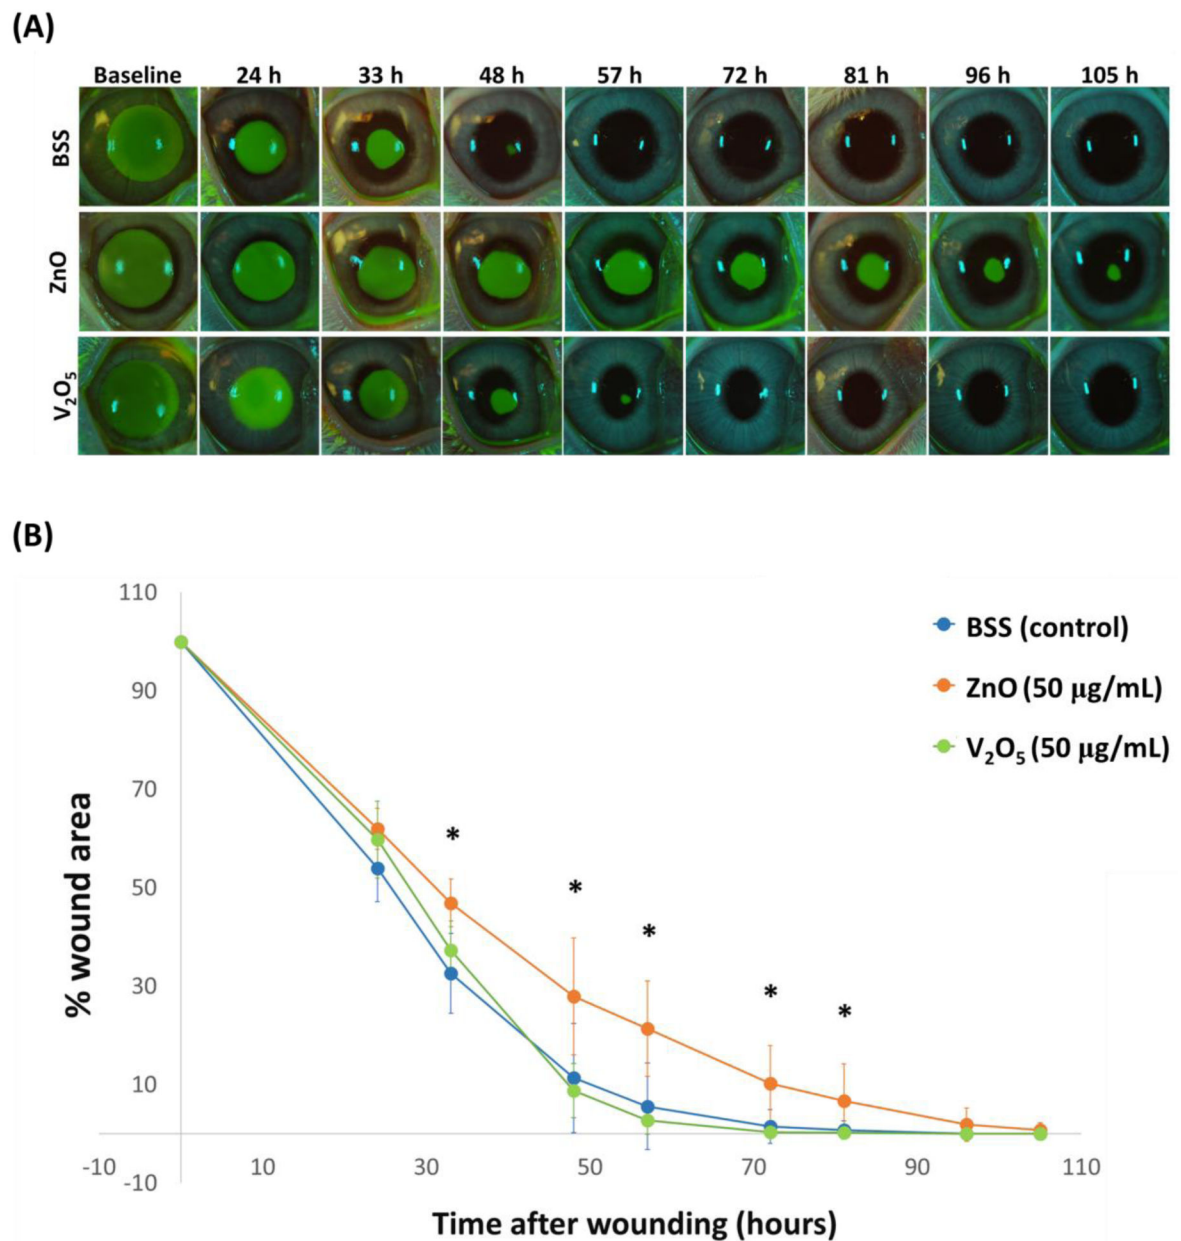 (A)
Baseline 24 h 33 h 48 h 57 h 72 h 81 h 96 h 105 h
BSS
ZnO
V₂O₅
(B)
110
90
70
50
30
10
-10
% wound area
BSS (control)
ZnO (50 μg/mL)
V₂O₅ (50 μg/mL)
*
*
*
*
*
-10 10 30 50 70 90 110
Time after wounding (hours)